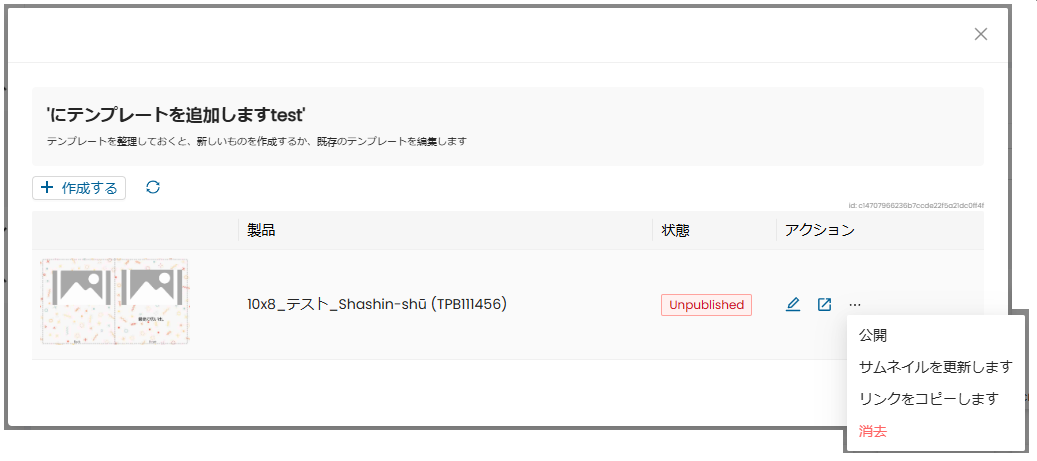 'にテンプレートを追加しますtest'
テンプレートを整理しておくと、新しいものを作成するか、既存のテンプレートを編集します
作成する
id: c14707966236b7ccde22f5a21dc0ff4f
製品 状態 アクション
10x8_テスト_Shashin-shū (TPB111456) Unpublished
公開
サムネイルを更新します
リンクをコピーします
消去